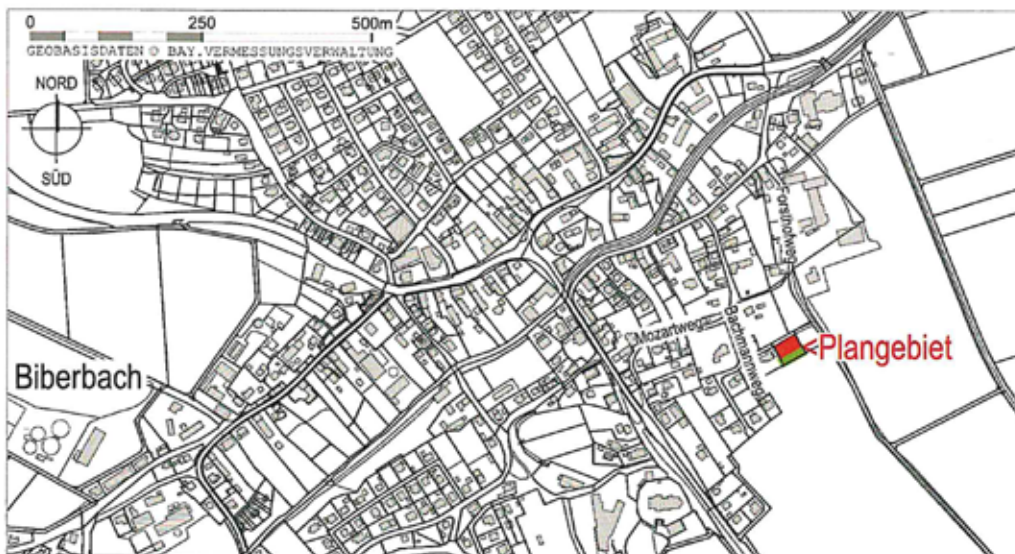 0 250 500m
GEOBASISDATEN © BAY.VERMESSUNGSVERWALTUNG
NORD
SÜD
Forsthofweg
Mozartweg
Bachmannweg
<Plangebiet
Biberbach